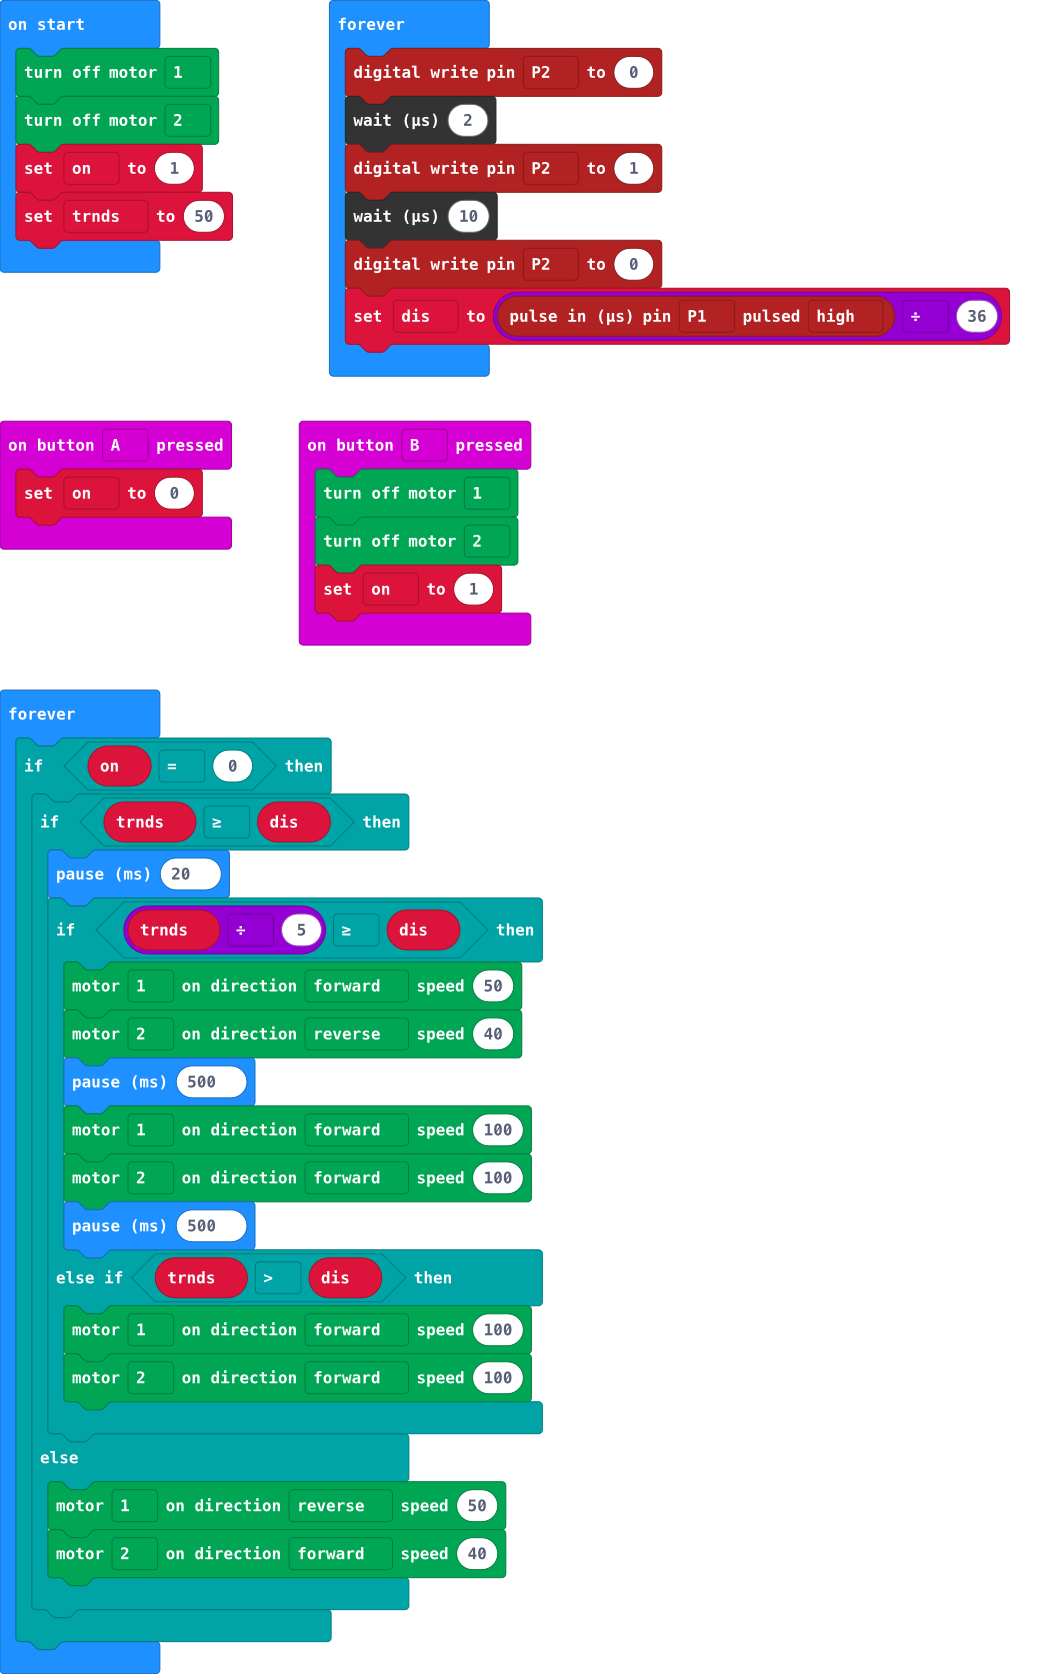 on start
turn off motor 1
turn off motor 2
set on to 1
set trnds to 50
forever
digital write pin P2 to 0
wait (µs) 2
digital write pin P2 to 1
wait (µs) 10
digital write pin P2 to 0
set dis to pulse in (µs) pin P1 pulsed high ÷ 36
on button A pressed
set on to 0
on button B pressed
turn off motor 1
turn off motor 2
set on to 1
forever
if on = 0 then
if trnds ≥ dis then
pause (ms) 20
if trnds ÷ 5 ≥ dis then
motor 1 on direction forward speed 50
motor 2 on direction reverse speed 40
pause (ms) 500
motor 1 on direction forward speed 100
motor 2 on direction forward speed 100
pause (ms) 500
else if trnds > dis then
motor 1 on direction forward speed 100
motor 2 on direction forward speed 100
else
motor 1 on direction reverse speed 50
motor 2 on direction forward speed 40